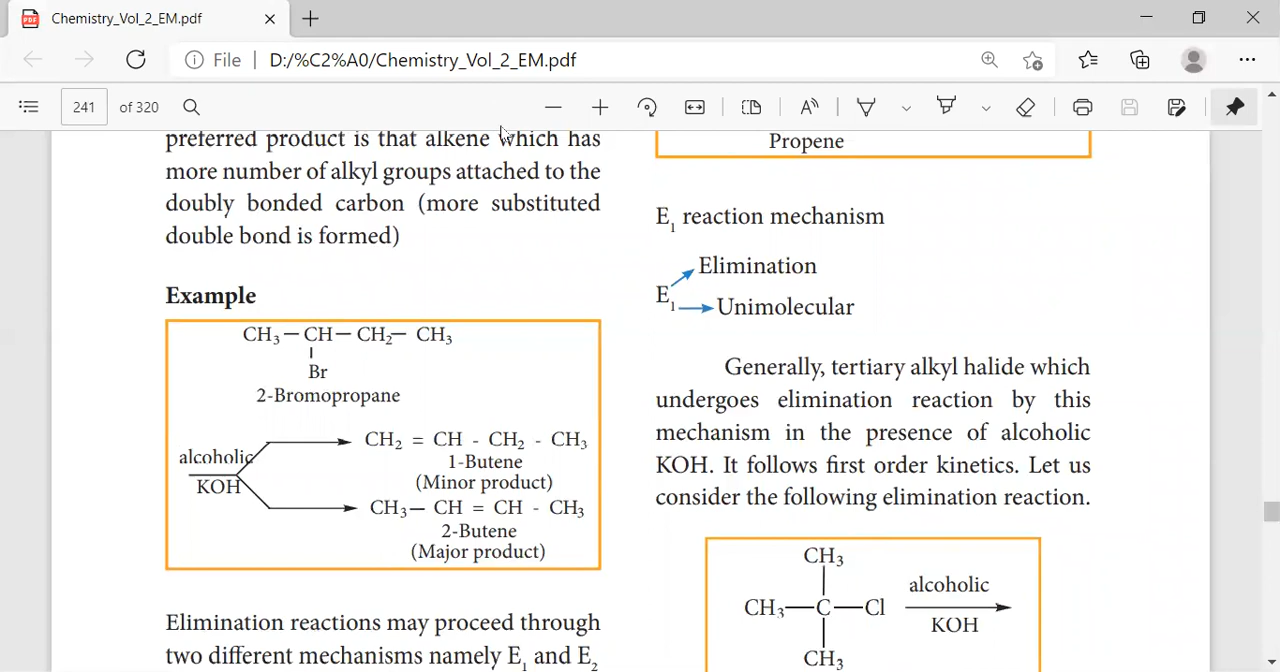 Chemistry_Vol_2_EM.pdf
File | D:/%C2%A0/Chemistry_Vol_2_EM.pdf
241 of 320
preferred product is that alkene which has
more number of alkyl groups attached to the
doubly bonded carbon (more substituted
double bond is formed)
Example
CH₃ — CH — CH₂ — CH₃
Br
2-Bromopropane
alcoholic
KOH
CH₂ = CH - CH₂ - CH₃
1-Butene
(Minor product)
CH₃ — CH = CH - CH₃
2-Butene
(Major product)
Elimination reactions may proceed through
two different mechanisms namely E₁ and E₂
Propene
E₁ reaction mechanism
Elimination
E₁
Unimolecular
Generally, tertiary alkyl halide which
undergoes elimination reaction by this
mechanism in the presence of alcoholic
KOH. It follows first order kinetics. Let us
consider the following elimination reaction.
CH₃
CH₃—C—Cl
alcoholic
KOH
CH₃